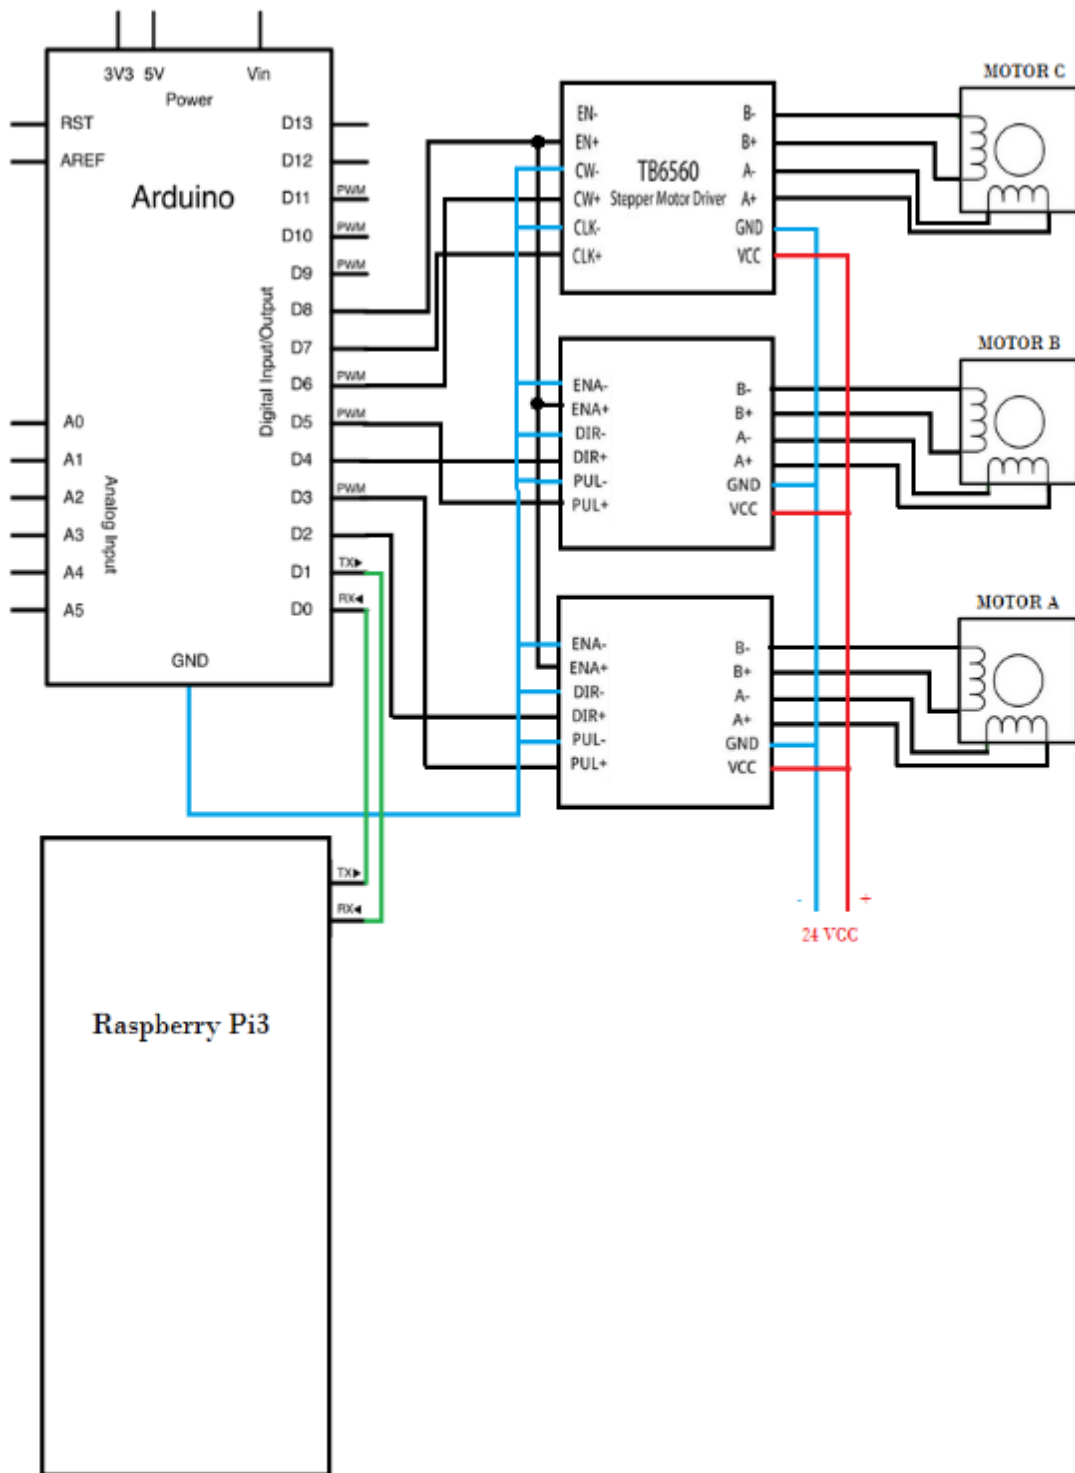 3V3 5V Vin
Power
RST
AREF
Arduino
D13
D12
D11 PWM
D10 PWM
D9 PWM
D8
D7
D6 PWM
D5 PWM
D4
D3 PWM
D2
D1 TX▶
D0 RX◀
Digital Input/Output
A0
A1
A2
A3
A4
A5
Analog Input
GND
EN-
EN+
CW-
CW+
CLK-
CLK+
TB6560
Stepper Motor Driver
B-
B+
A-
A+
GND
VCC
MOTOR C
ENA-
ENA+
DIR-
DIR+
PUL-
PUL+
B-
B+
A-
A+
GND
VCC
MOTOR B
ENA-
ENA+
DIR-
DIR+
PUL-
PUL+
B-
B+
A-
A+
GND
VCC
MOTOR A
- +
24 VCC
TX▶
RX◀
Raspberry Pi3